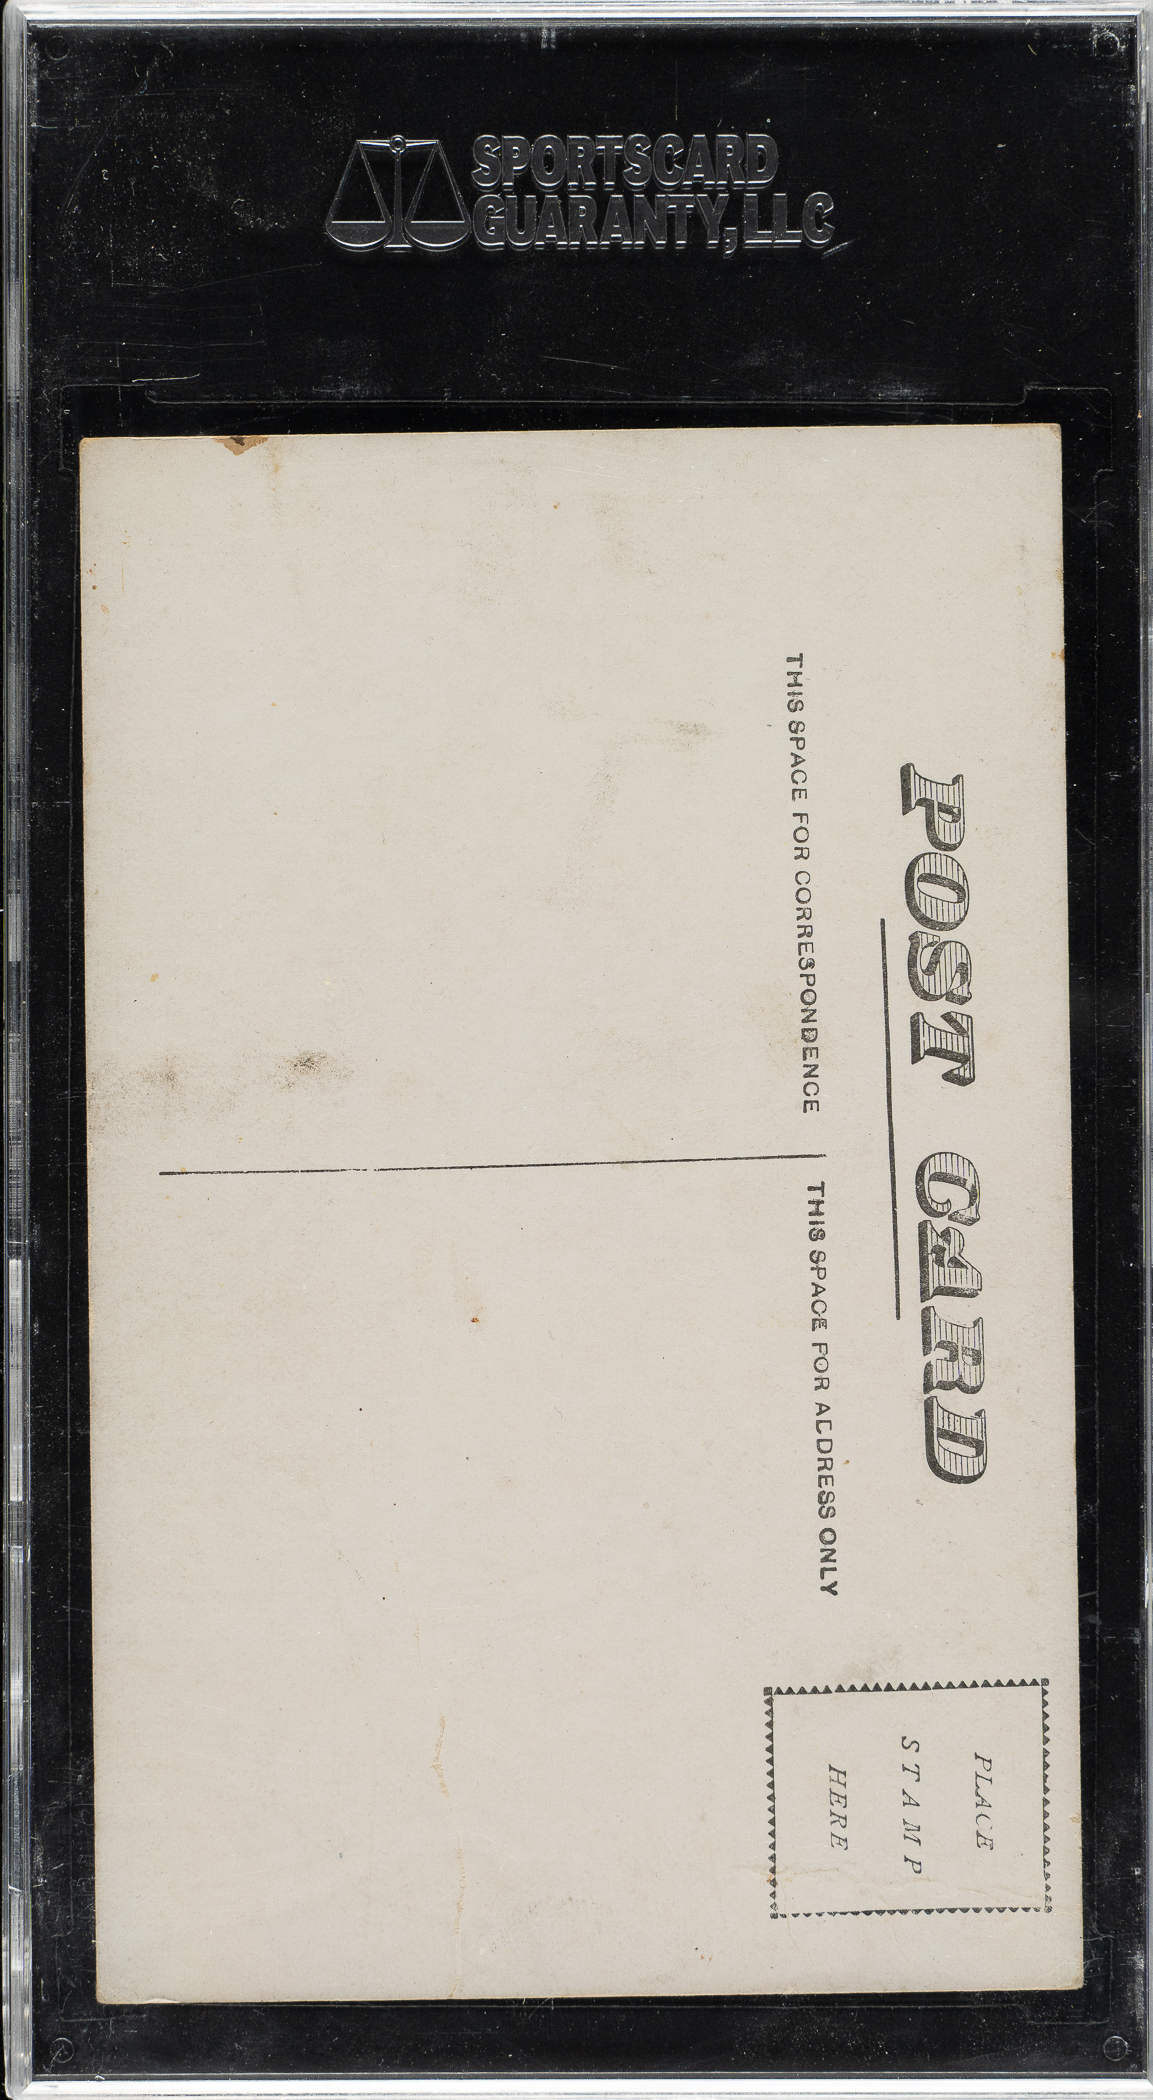 SPORTSCARD
GUARANTY, LLC
POST CARD
THIS SPACE FOR CORRESPONDENCE
THIS SPACE FOR ADDRESS ONLY
PLACE
STAMP
HERE